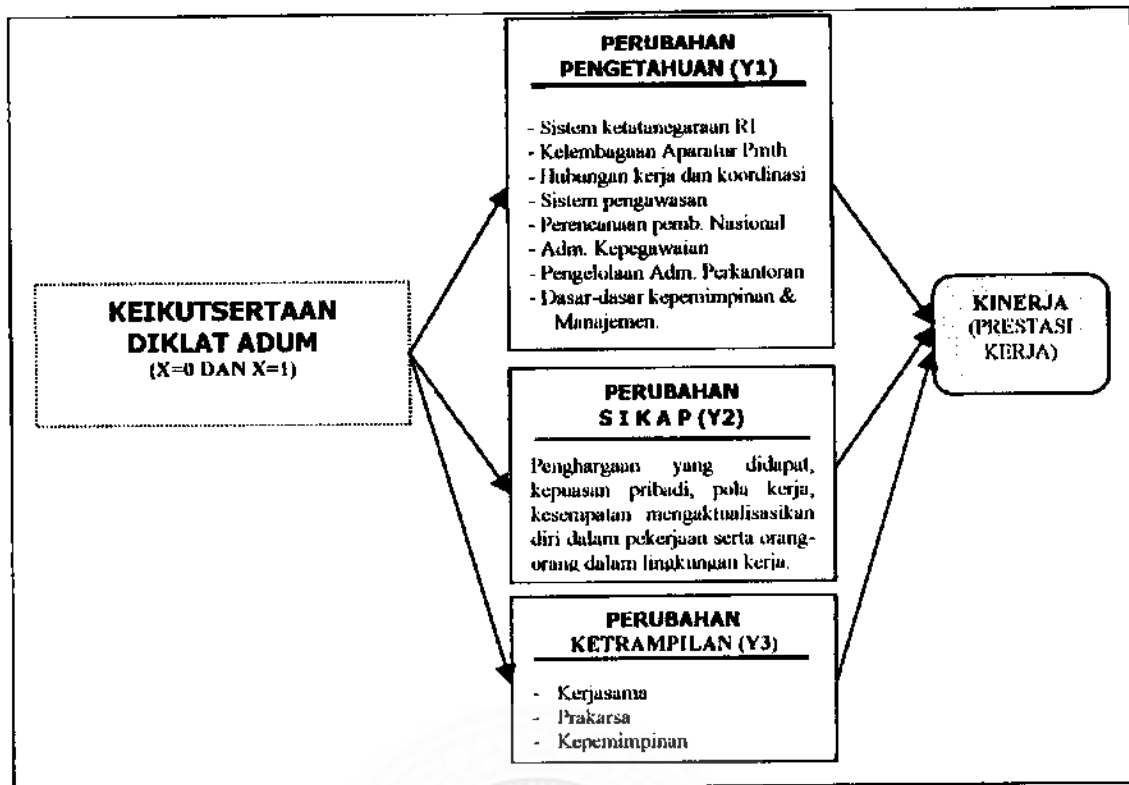 KEIKUTSERTAAN
DIKLAT ADUM
(X=0 DAN X=1)
PERUBAHAN
PENGETAHUAN (Y1)
- Sistem ketatanegaraan RI
- Kelembagaan Aparatur Pmth
- Hubungan kerja dan koordinasi
- Sistem pengawasan
- Perencanaan pemb. Nasional
- Adm. Kepegawaian
- Pengelolaan Adm. Perkantoran
- Dasar-dasar kepemimpinan &
Manajemen.
PERUBAHAN
S I K A P (Y2)
Penghargaan yang didapat,
kepuasan pribadi, pola kerja,
kesempatan mengaktualisasikan
diri dalam pekerjaan serta orang-
orang dalam lingkungan kerja.
PERUBAHAN
KETRAMPILAN (Y3)
- Kerjasama
- Prakarsa
- Kepemimpinan
KINERJA
(PRESTASI
KERJA)